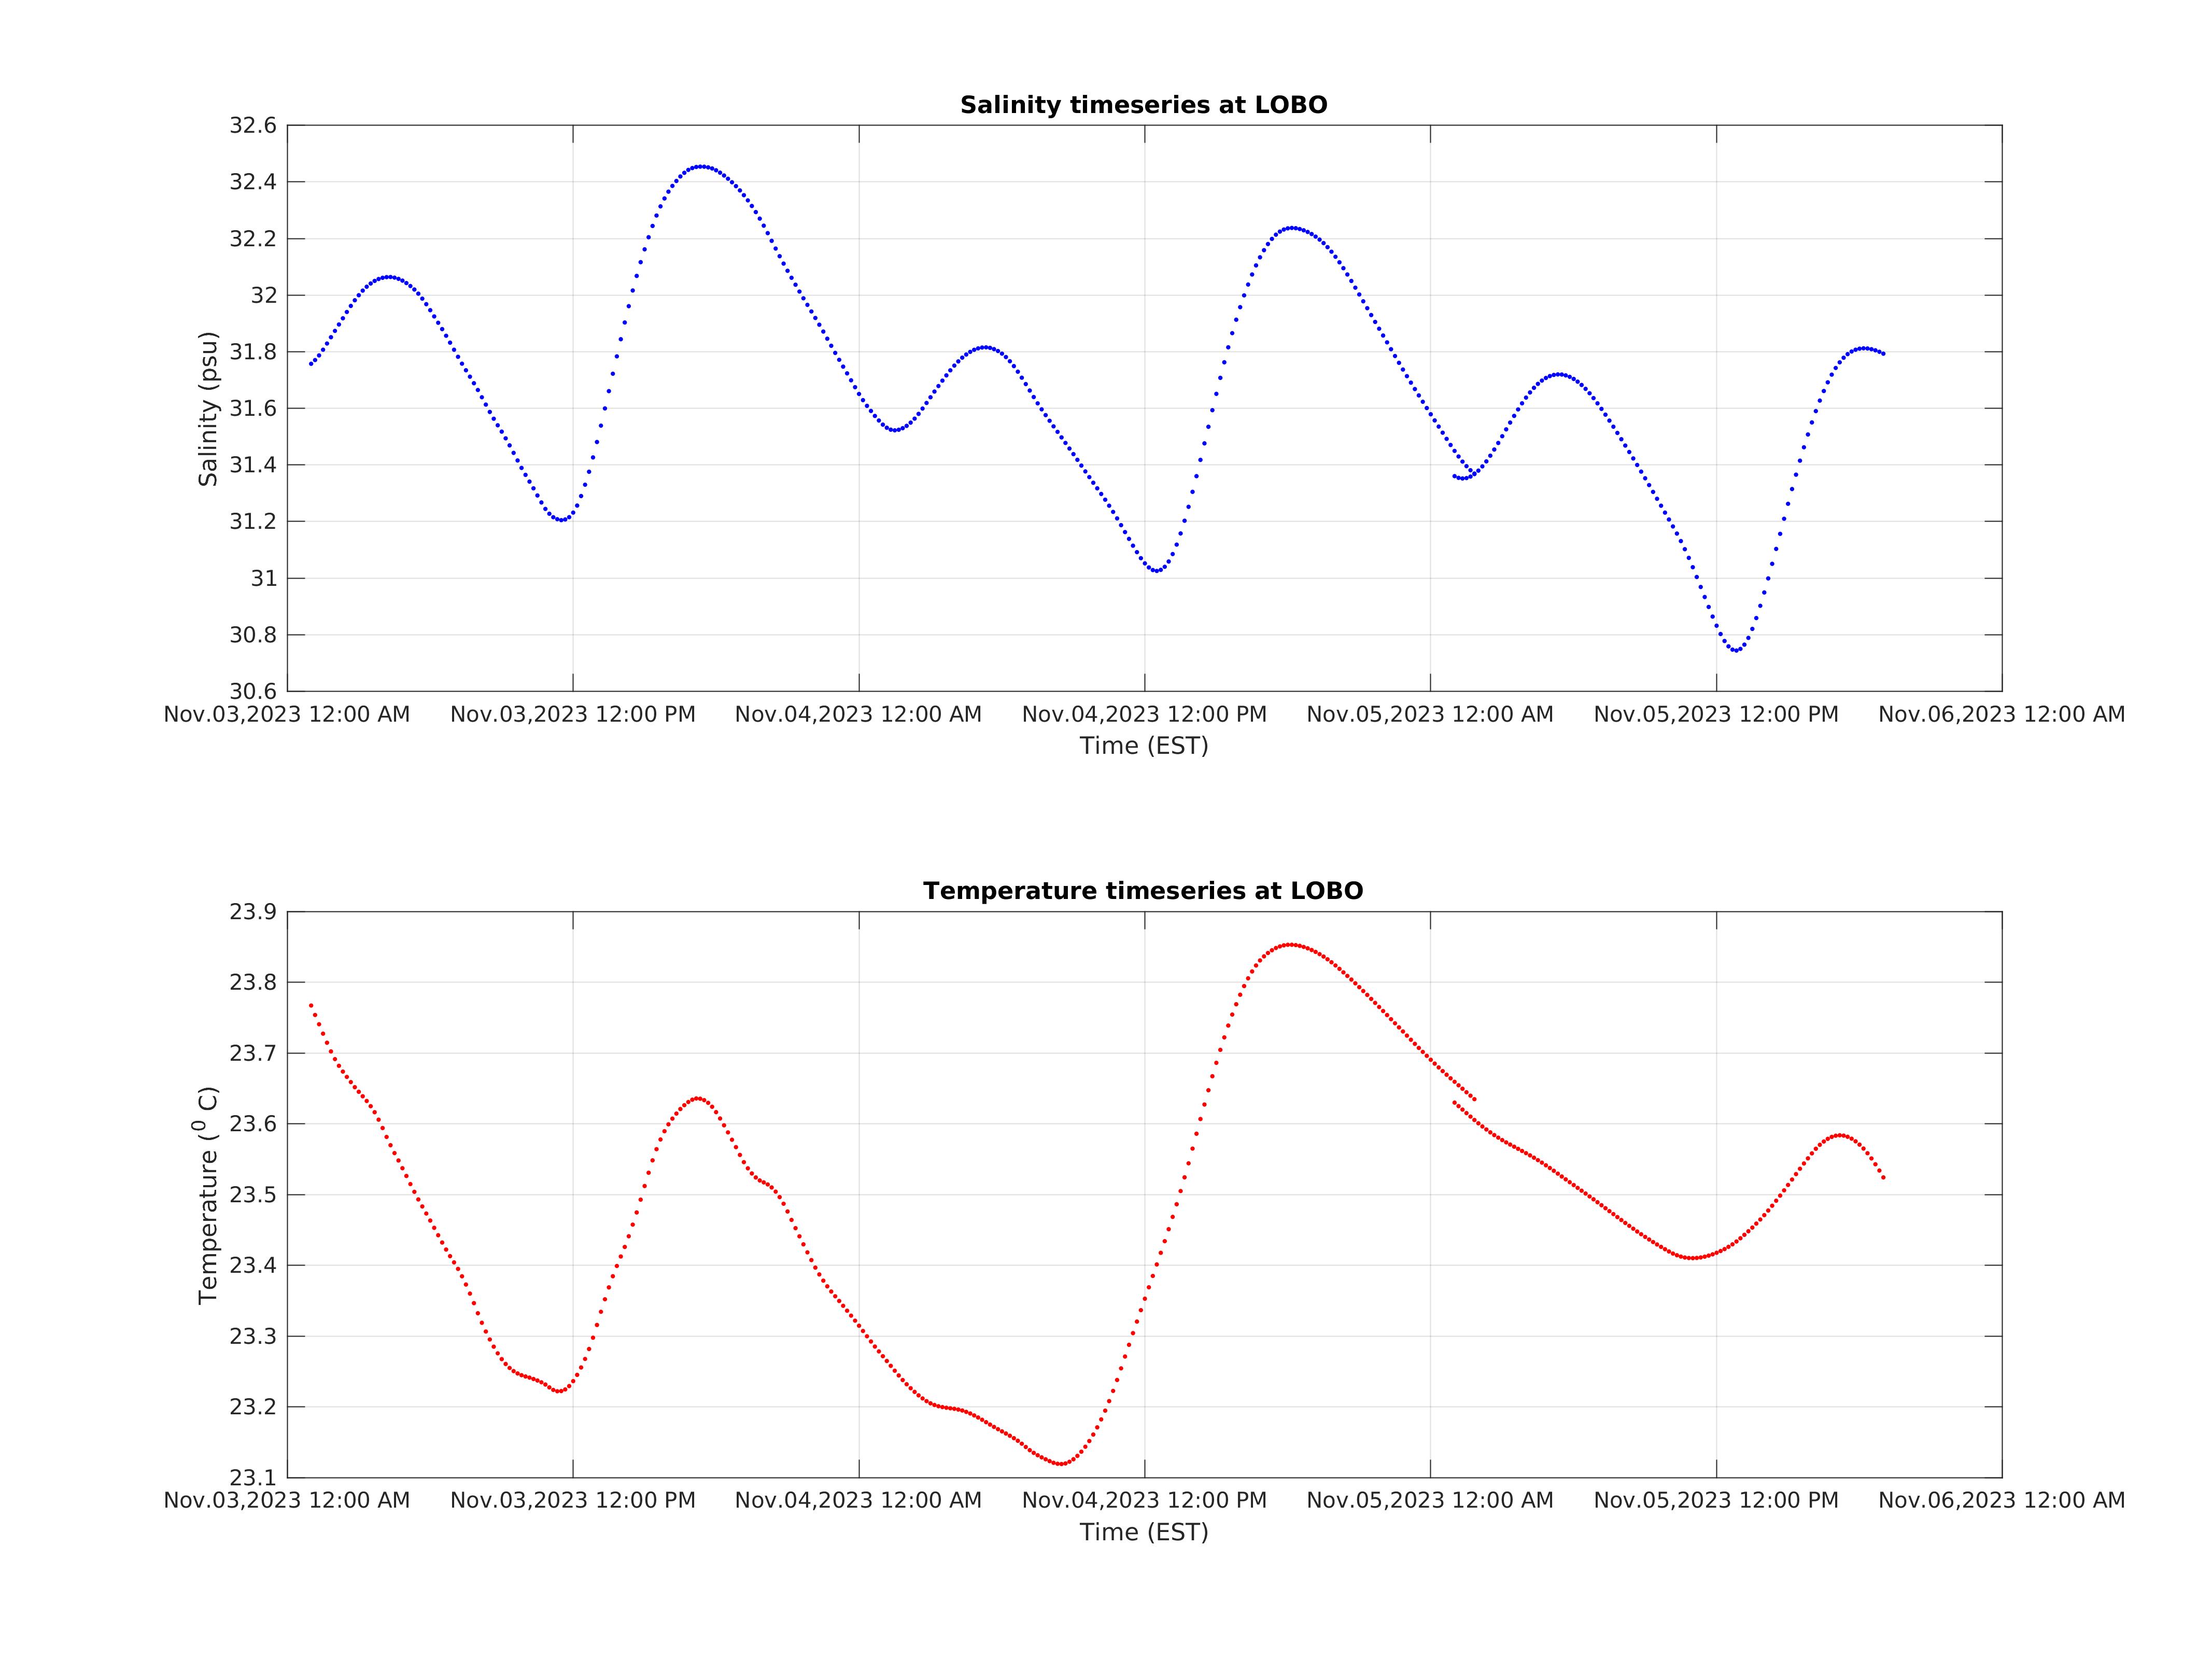 Salinity timeseries at LOBO
32.6
32.4
32.2
32
31.8
31.6
31.4
31.2
31
30.8
30.6
Salinity (psu)
Nov.03,2023 12:00 AM Nov.03,2023 12:00 PM Nov.04,2023 12:00 AM Nov.04,2023 12:00 PM Nov.05,2023 12:00 AM Nov.05,2023 12:00 PM Nov.06,2023 12:00 AM
Time (EST)
Temperature timeseries at LOBO
23.9
23.8
23.7
23.6
23.5
23.4
23.3
23.2
23.1
Temperature (⁰ C)
Nov.03,2023 12:00 AM Nov.03,2023 12:00 PM Nov.04,2023 12:00 AM Nov.04,2023 12:00 PM Nov.05,2023 12:00 AM Nov.05,2023 12:00 PM Nov.06,2023 12:00 AM
Time (EST)